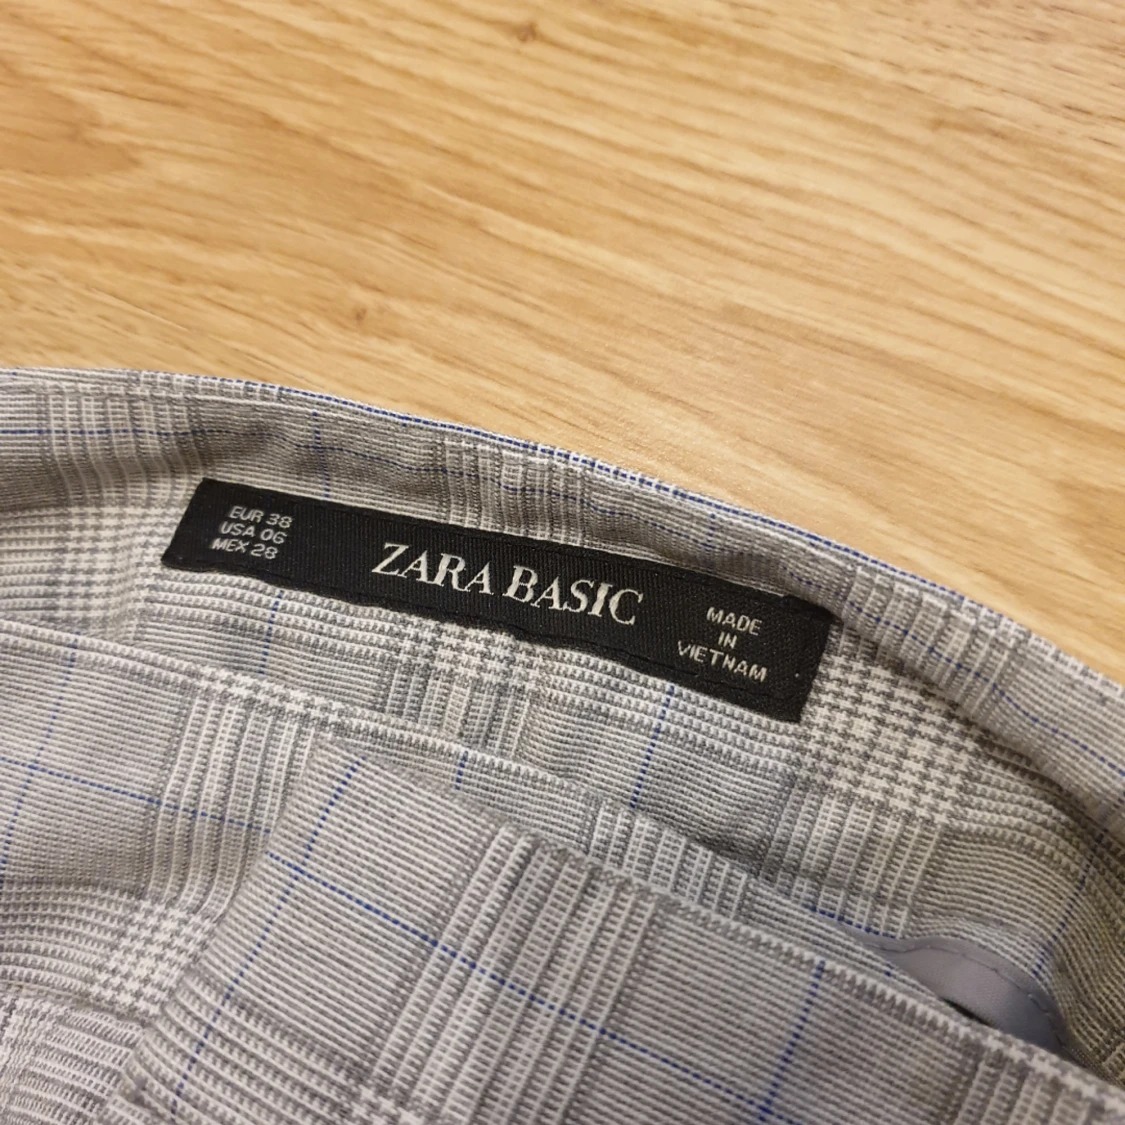 EUR 38
USA 06
MEX 28
ZARA BASIC
MADE
IN
VIETNAM